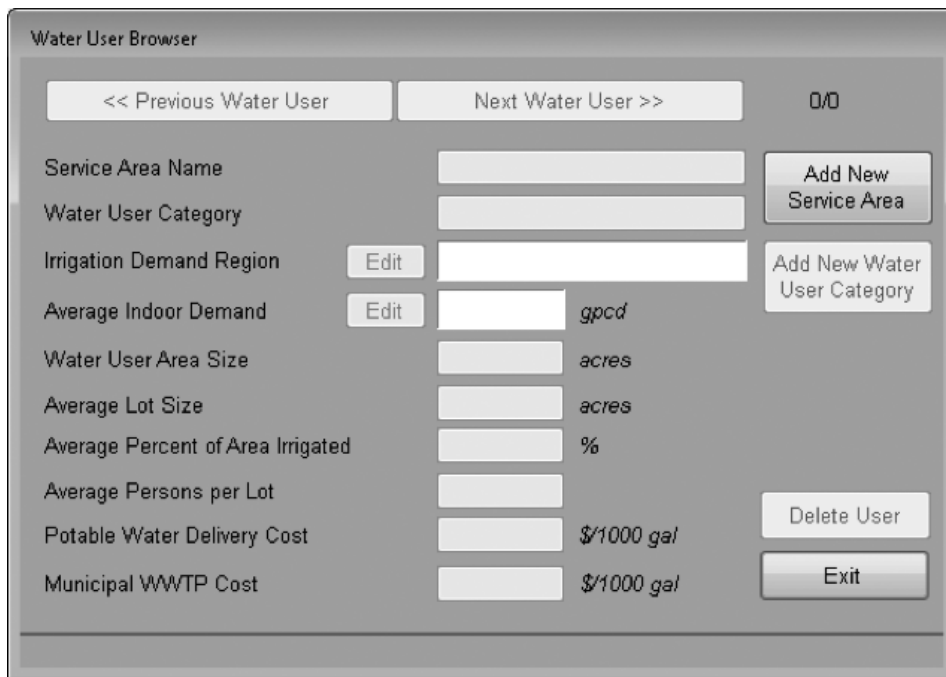 Water User Browser
<< Previous Water User
Next Water User >>
0/0
Service Area Name
Add New
Service Area
Water User Category
Irrigation Demand Region
Edit
Add New Water
User Category
Average Indoor Demand
Edit
gpcd
Water User Area Size
acres
Average Lot Size
acres
Average Percent of Area Irrigated
%
Average Persons per Lot
Delete User
Potable Water Delivery Cost
$/1000 gal
Municipal WWTP Cost
$/1000 gal
Exit